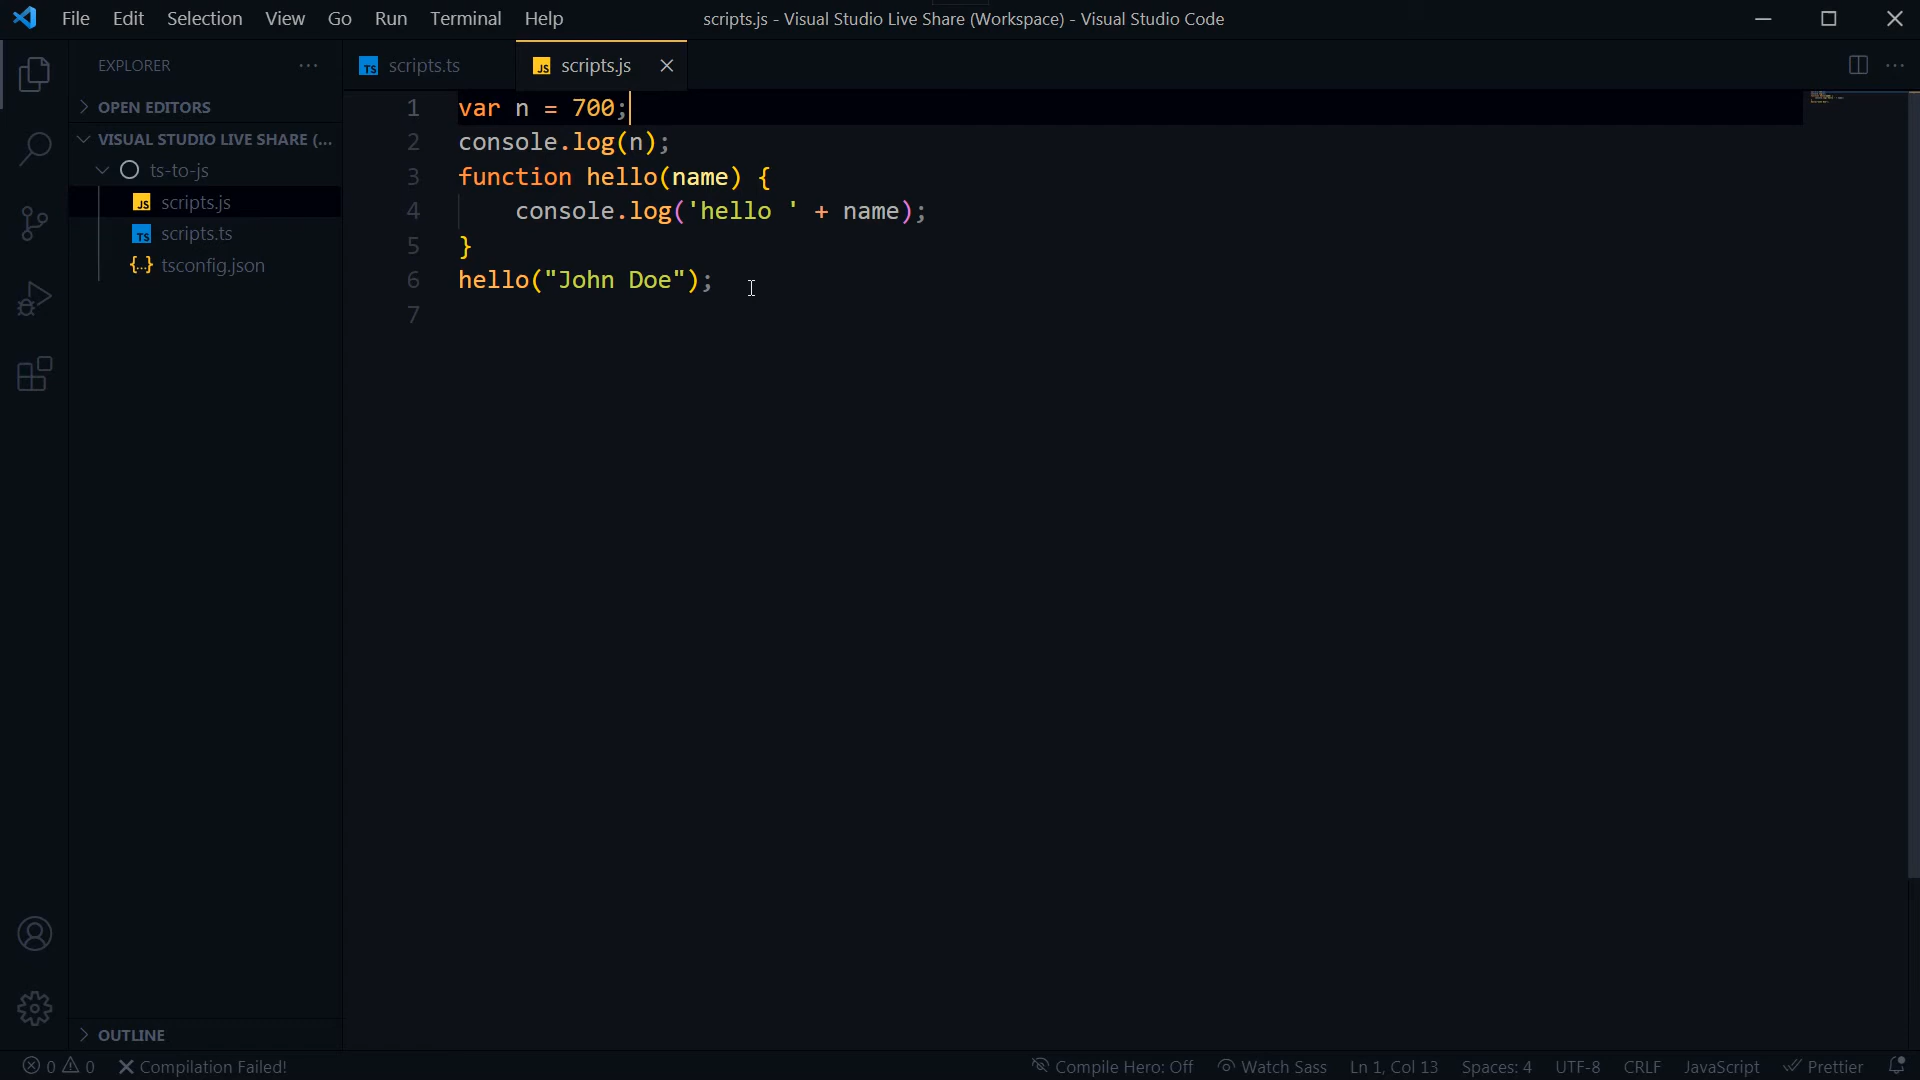 File Edit Selection View Go Run Terminal Help scripts.js - Visual Studio Live Share (Workspace) - Visual Studio Code
EXPLORER ···
TS scripts.ts JS scripts.js
OPEN EDITORS
VISUAL STUDIO LIVE SHARE (...
ts-to-js
JS scripts.js
TS scripts.ts
{..} tsconfig.json
1 var n = 700;
2 console.log(n);
3 function hello(name) {
4 console.log('hello ' + name);
5 }
6 hello("John Doe");
7
OUTLINE
0 0 Compilation Failed! Compile Hero: Off Watch Sass Ln 1, Col 13 Spaces: 4 UTF-8 CRLF JavaScript Prettier